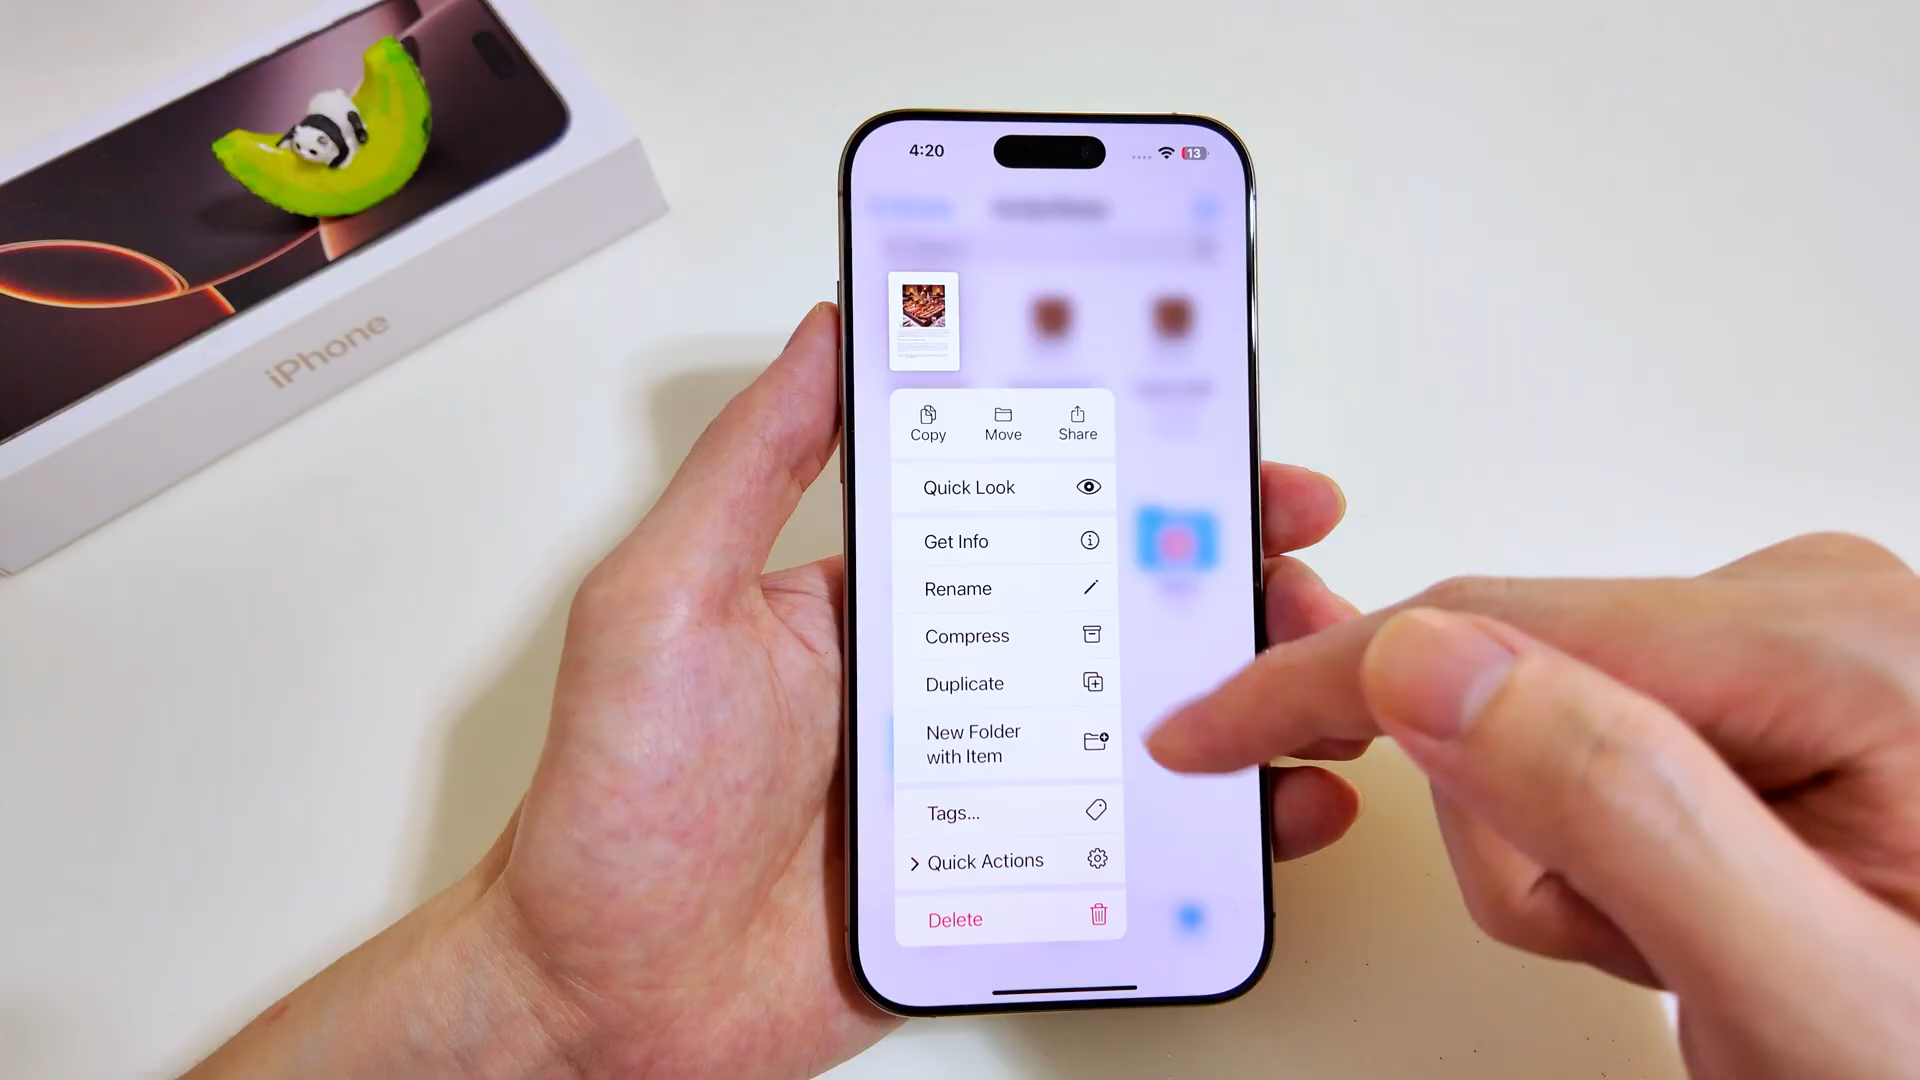 iPhone
4:20
13
Copy
Move
Share
Quick Look
Get Info
Rename
Compress
Duplicate
New Folder
with Item
Tags...
Quick Actions
Delete